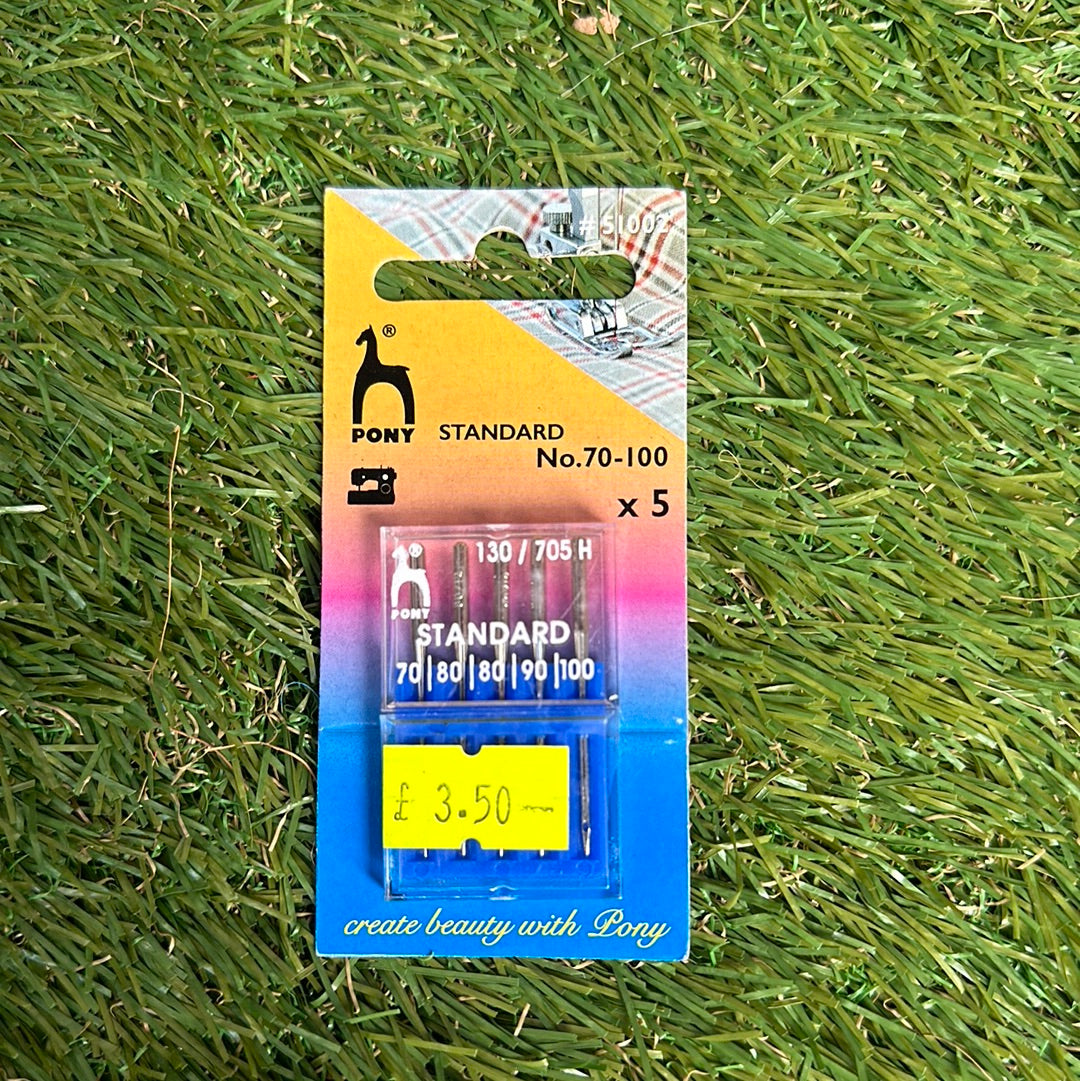 # 51002
®
PONY
STANDARD
No.70-100
x 5
® 130 / 705 H
PONY
STANDARD
70|80|80|90|100
£ 3.50
create beauty with Pony